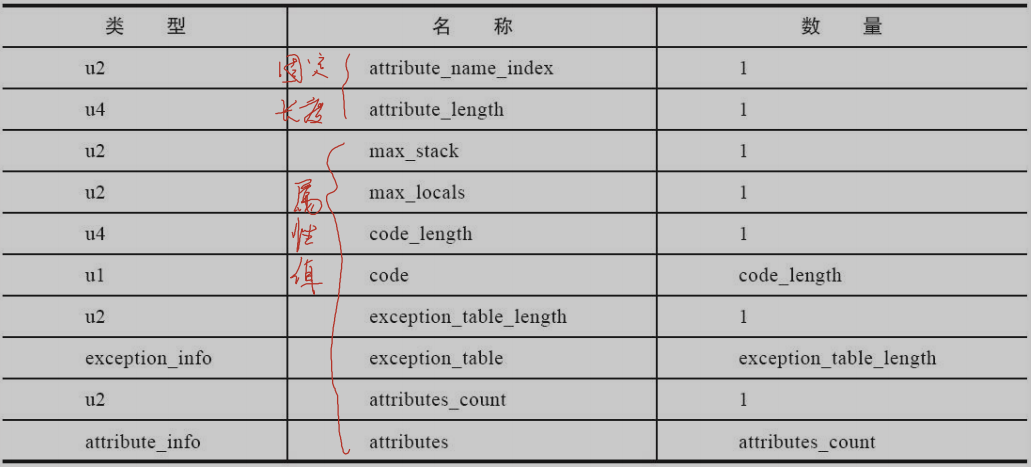 类 型 名 称 数 量
u2 固定 attribute_name_index 1
u4 长度 attribute_length 1
u2 max_stack 1
u2 属 max_locals 1
u4 性 code_length 1
u1 值 code code_length
u2 exception_table_length 1
exception_info exception_table exception_table_length
u2 attributes_count 1
attribute_info attributes attributes_count